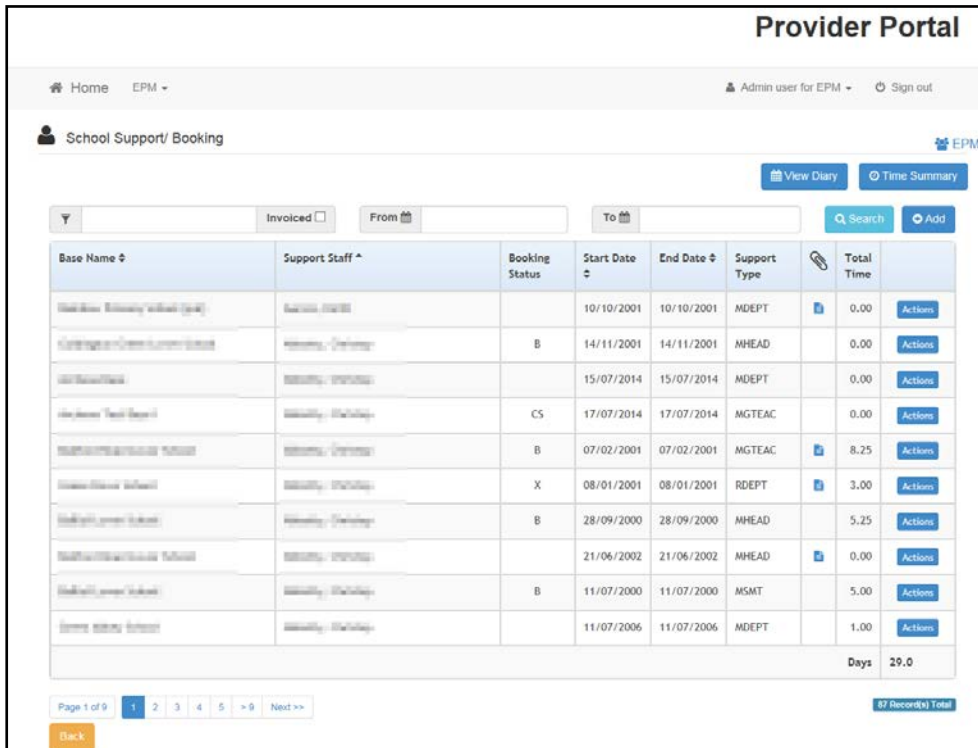 Provider Portal
Home EPM Admin user for EPM Sign out
School Support/ Booking
EPM
View Diary Time Summary
Invoiced From To Search Add
Base Name Support Staff Booking Status Start Date End Date Support Type Total Time
10/10/2001 10/10/2001 MDEPT 0.00 Actions
B 14/11/2001 14/11/2001 MHEAD 0.00 Actions
15/07/2014 15/07/2014 MDEPT 0.00 Actions
CS 17/07/2014 17/07/2014 MGTEAC 0.00 Actions
B 07/02/2001 07/02/2001 MGTEAC 8.25 Actions
X 08/01/2001 08/01/2001 RDEPT 3.00 Actions
B 28/09/2000 28/09/2000 MHEAD 5.25 Actions
21/06/2002 21/06/2002 MHEAD 0.00 Actions
B 11/07/2000 11/07/2000 MSMT 5.00 Actions
11/07/2006 11/07/2006 MDEPT 1.00 Actions
Days 29.0
Page 1 of 9 1 2 3 4 5 > 9 Next >> 87 Record(s) Total
Back